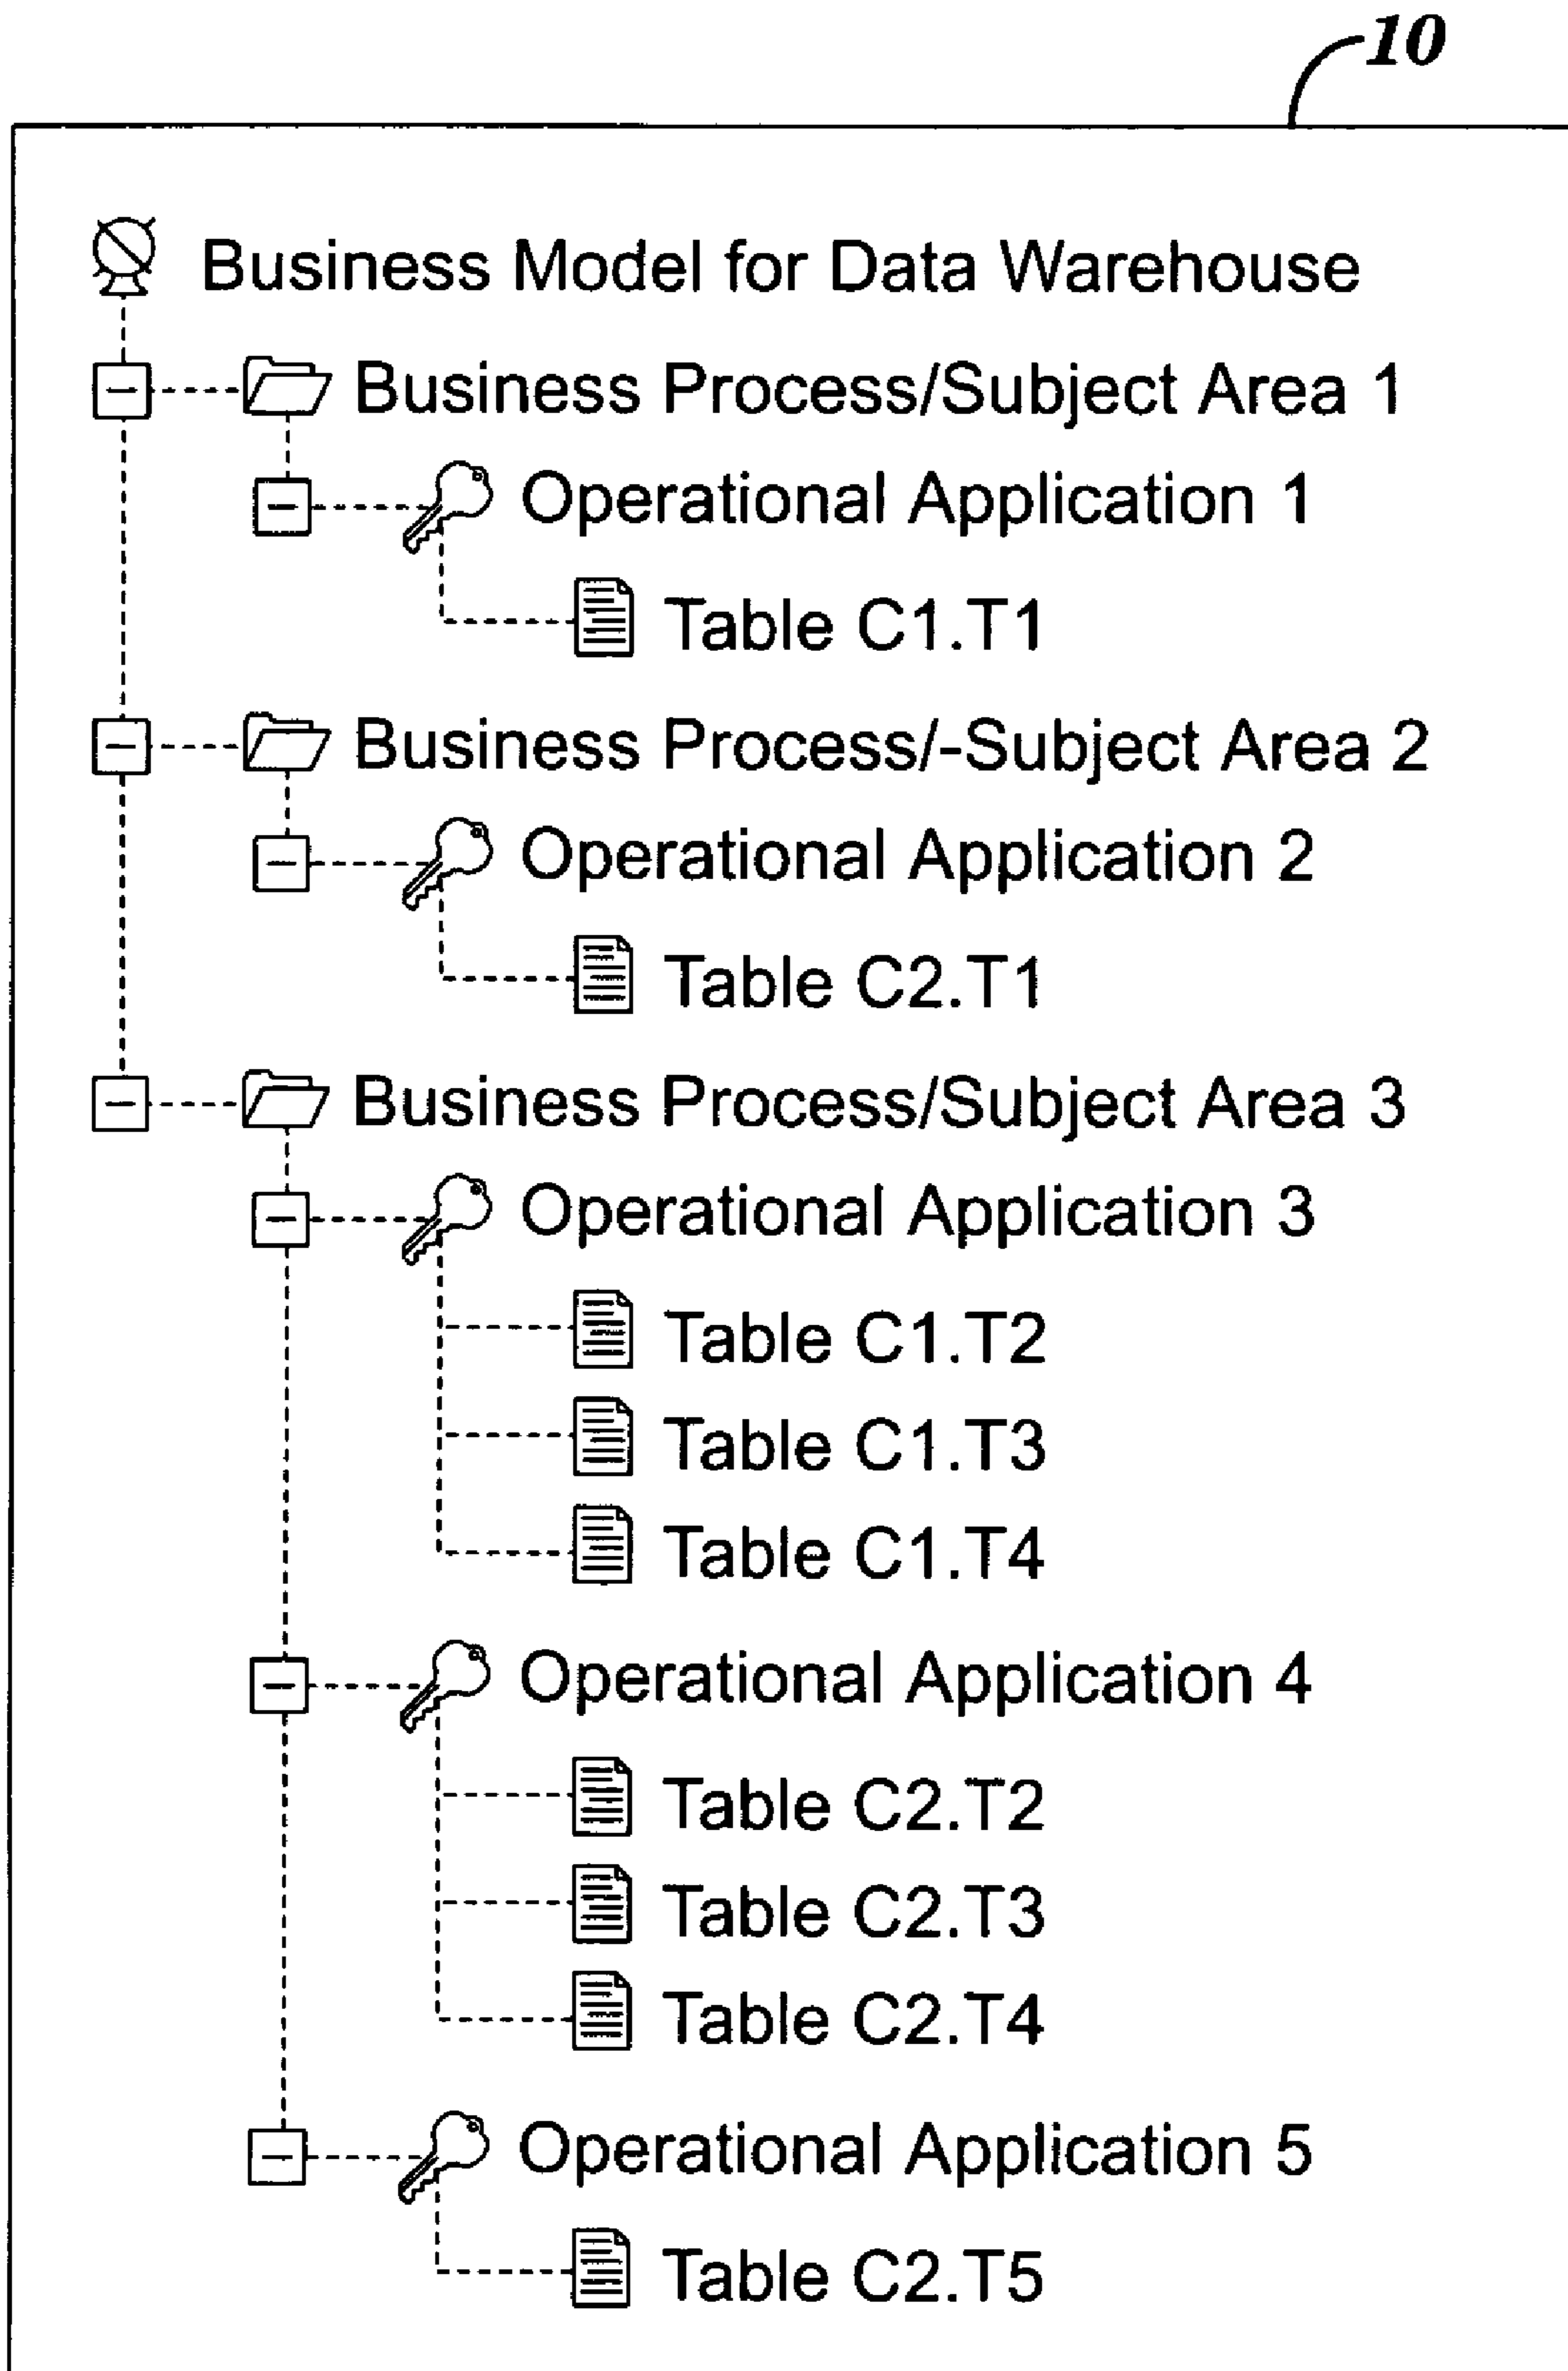 10
Business Model for Data Warehouse
Business Process/Subject Area 1
Operational Application 1
Table C1.T1
Business Process/-Subject Area 2
Operational Application 2
Table C2.T1
Business Process/Subject Area 3
Operational Application 3
Table C1.T2
Table C1.T3
Table C1.T4
Operational Application 4
Table C2.T2
Table C2.T3
Table C2.T4
Operational Application 5
Table C2.T5